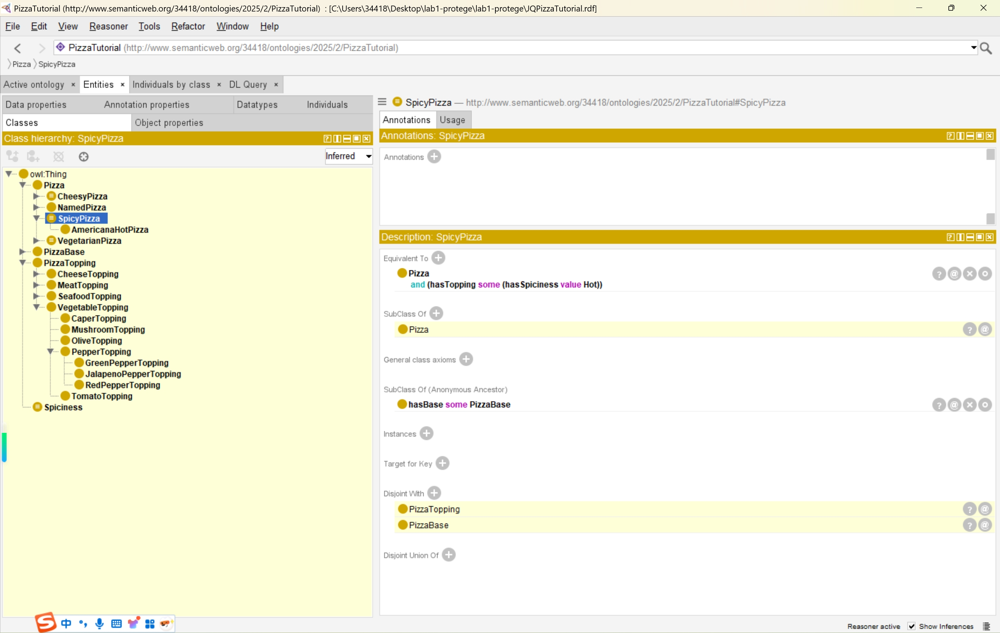 PizzaTutorial (http://www.semanticweb.org/34418/ontologies/2025/2/PizzaTutorial) : [C:\Users\34418\Desktop\lab1-protege\lab1-protege\JQPizzaTutorial.rdf]
File Edit View Reasoner Tools Refactor Window Help
PizzaTutorial (http://www.semanticweb.org/34418/ontologies/2025/2/PizzaTutorial)
Pizza SpicyPizza
Active ontology × Entities × Individuals by class × DL Query ×
Data properties Annotation properties Datatypes Individuals
Classes Object properties
Class hierarchy: SpicyPizza
Inferred
owl:Thing
Pizza
CheesyPizza
NamedPizza
SpicyPizza
AmericanaHotPizza
VegetarianPizza
PizzaBase
PizzaTopping
CheeseTopping
MeatTopping
SeafoodTopping
VegetableTopping
CaperTopping
MushroomTopping
OliveTopping
PepperTopping
GreenPepperTopping
JalapenoPepperTopping
RedPepperTopping
TomatoTopping
Spiciness
SpicyPizza — http://www.semanticweb.org/34418/ontologies/2025/2/PizzaTutorial#SpicyPizza
Annotations Usage
Annotations: SpicyPizza
Annotations
Description: SpicyPizza
Equivalent To
Pizza
and (hasTopping some (hasSpiciness value Hot))
SubClass Of
Pizza
General class axioms
SubClass Of (Anonymous Ancestor)
hasBase some PizzaBase
Instances
Target for Key
Disjoint With
PizzaTopping
PizzaBase
Disjoint Union Of
中
Reasoner active Show Inferences